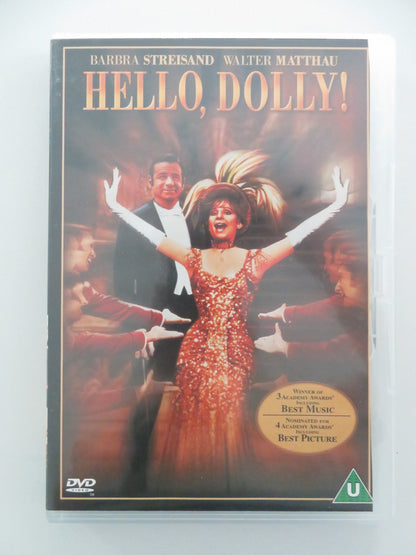 BARBRA STREISAND WALTER MATTHAU
HELLO, DOLLY!
WINNER OF
3 ACADEMY AWARDS®
INCLUDING
BEST MUSIC
NOMINATED FOR
4 ACADEMY AWARDS®
INCLUDING
BEST PICTURE
DVD
VIDEO
U